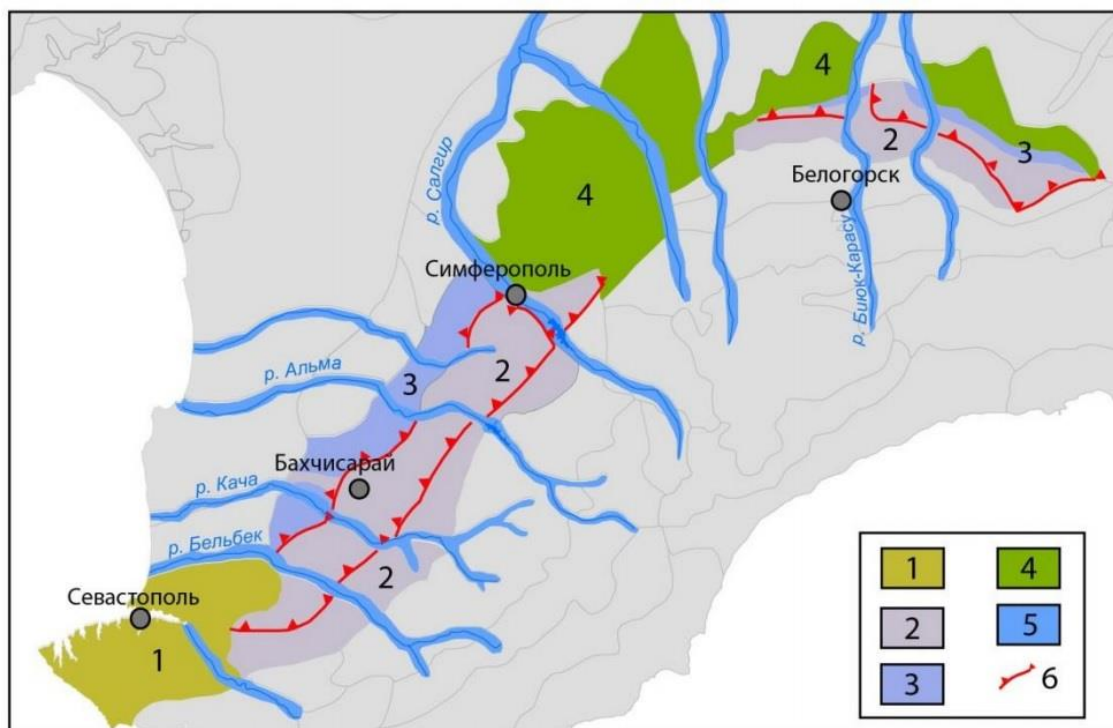 4
4
2
3
Белогорск
р. Салгир
4
р. Биюк-Карасу
Симферополь
2
р. Альма
3
Бахчисарай
р. Кача
р. Бельбек
2
Севастополь
1
1 4
2 5
3 6